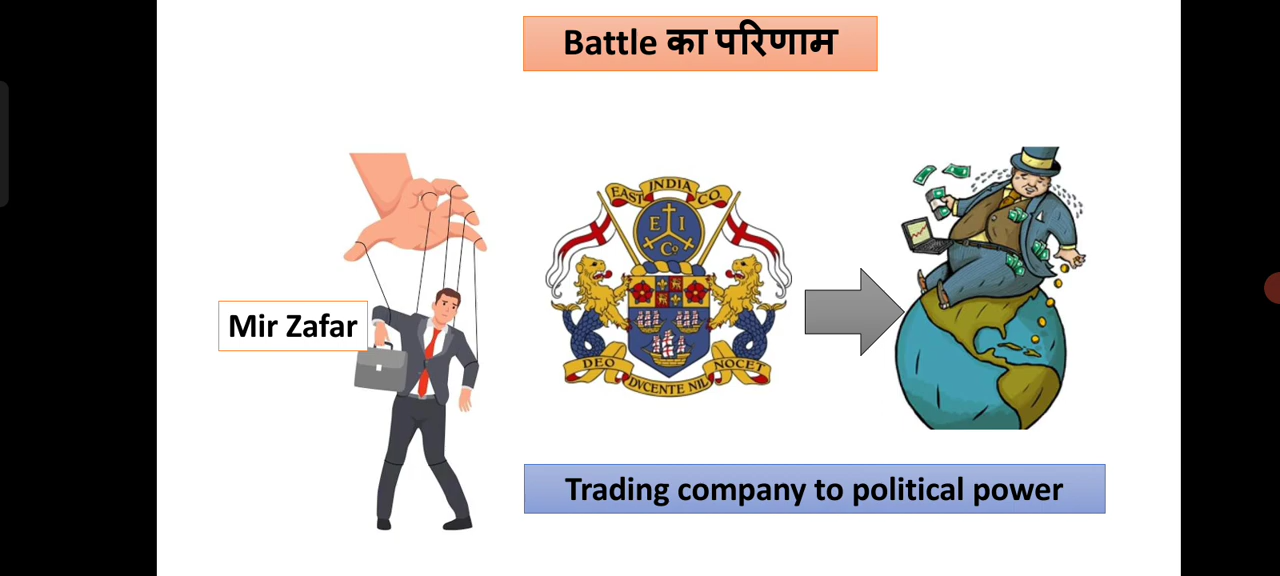 Battle का परिणाम
Mir Zafar
EAST INDIA CO.
E I
Co
DEO DVCENTE NIL NOCET
Trading company to political power